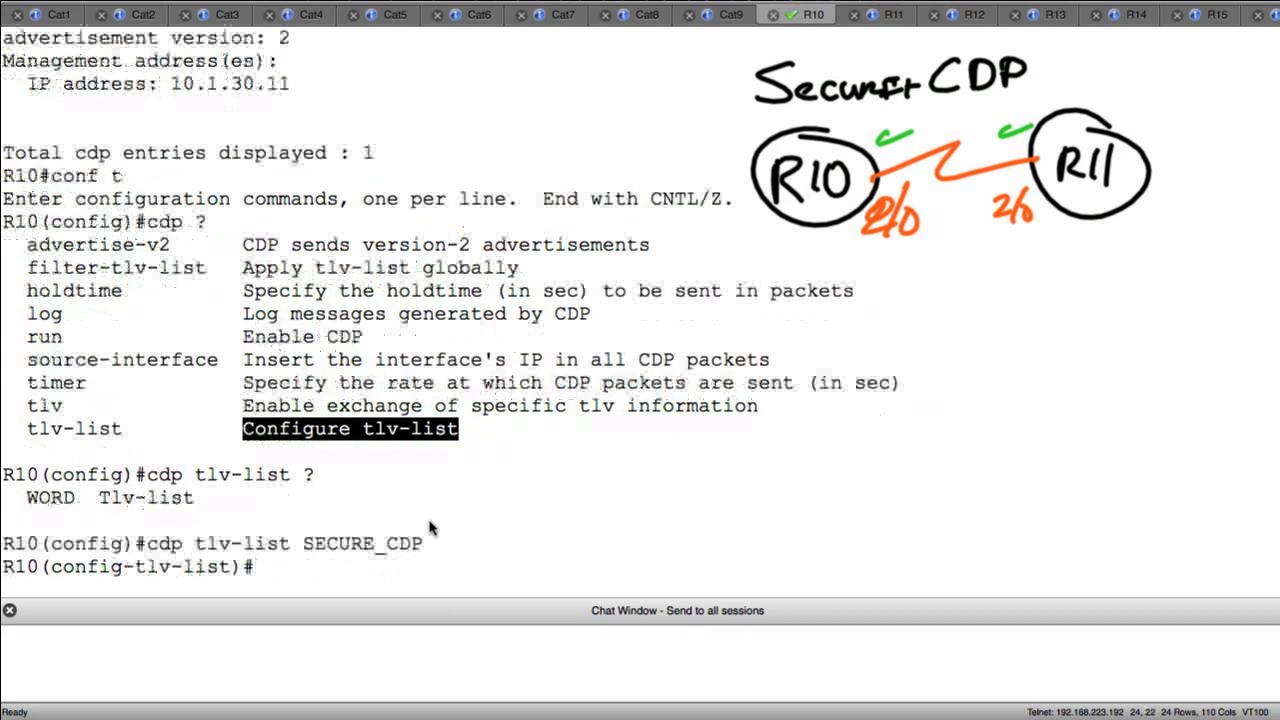 Cat1 Cat2 Cat3 Cat4 Cat5 Cat6 Cat7 Cat8 Cat9 R10 R11 R12 R13 R14 R15
advertisement version: 2
Management address(es):
IP address: 10.1.30.11
Total cdp entries displayed : 1
R10#conf t
Enter configuration commands, one per line. End with CNTL/Z.
R10(config)#cdp ?
advertise-v2 CDP sends version-2 advertisements
filter-tlv-list Apply tlv-list globally
holdtime Specify the holdtime (in sec) to be sent in packets
log Log messages generated by CDP
run Enable CDP
source-interface Insert the interface's IP in all CDP packets
timer Specify the rate at which CDP packets are sent (in sec)
tlv Enable exchange of specific tlv information
tlv-list Configure tlv-list
R10(config)#cdp tlv-list ?
WORD Tlv-list
R10(config)#cdp tlv-list SECURE_CDP
R10(config-tlv-list)#
CDP
R10 R11
2/0 2/0
Chat Window - Send to all sessions
Ready Telnet: 192.168.223.192 24, 22 24 Rows, 110 Cols VT100